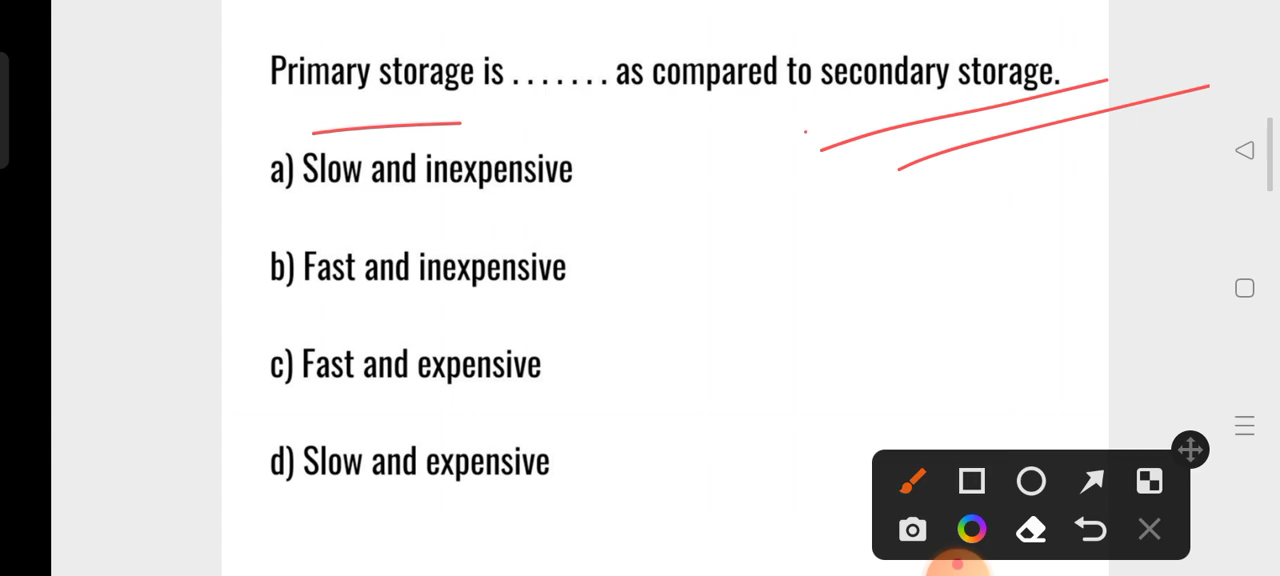 Primary storage is . . . . . . . as compared to secondary storage.
a) Slow and inexpensive
b) Fast and inexpensive
c) Fast and expensive
d) Slow and expensive